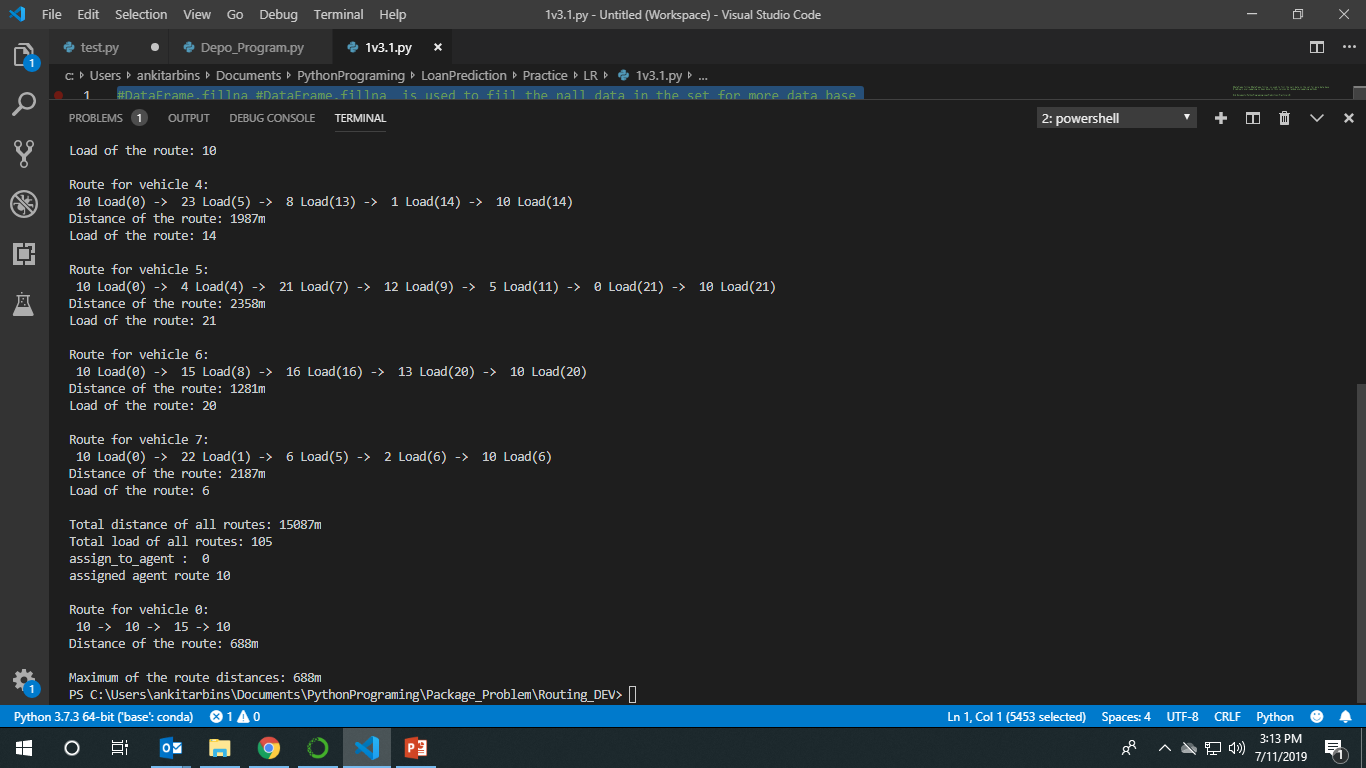 File Edit Selection View Go Debug Terminal Help 1v3.1.py - Untitled (Workspace) - Visual Studio Code
test.py Depo_Program.py 1v3.1.py
c: Users ankitarbins Documents PythonPrograming LoanPrediction Practice LR 1v3.1.py ...
1 #DataFrame.fillna #DataFrame.fillna is used to fiil the nall data in the set for more data base
PROBLEMS 1 OUTPUT DEBUG CONSOLE TERMINAL 2: powershell
Load of the route: 10
Route for vehicle 4:
10 Load(0) -> 23 Load(5) -> 8 Load(13) -> 1 Load(14) -> 10 Load(14)
Distance of the route: 1987m
Load of the route: 14
Route for vehicle 5:
10 Load(0) -> 4 Load(4) -> 21 Load(7) -> 12 Load(9) -> 5 Load(11) -> 0 Load(21) -> 10 Load(21)
Distance of the route: 2358m
Load of the route: 21
Route for vehicle 6:
10 Load(0) -> 15 Load(8) -> 16 Load(16) -> 13 Load(20) -> 10 Load(20)
Distance of the route: 1281m
Load of the route: 20
Route for vehicle 7:
10 Load(0) -> 22 Load(1) -> 6 Load(5) -> 2 Load(6) -> 10 Load(6)
Distance of the route: 2187m
Load of the route: 6
Total distance of all routes: 15087m
Total load of all routes: 105
assign_to_agent : 0
assigned agent route 10
Route for vehicle 0:
10 -> 10 -> 15 -> 10
Distance of the route: 688m
Maximum of the route distances: 688m
PS C:\Users\ankitarbins\Documents\PythonPrograming\Package_Problem\Routing_DEV>
1
1
Python 3.7.3 64-bit ('base': conda) 1 0 Ln 1, Col 1 (5453 selected) Spaces: 4 UTF-8 CRLF Python
3:13 PM
7/11/2019
1